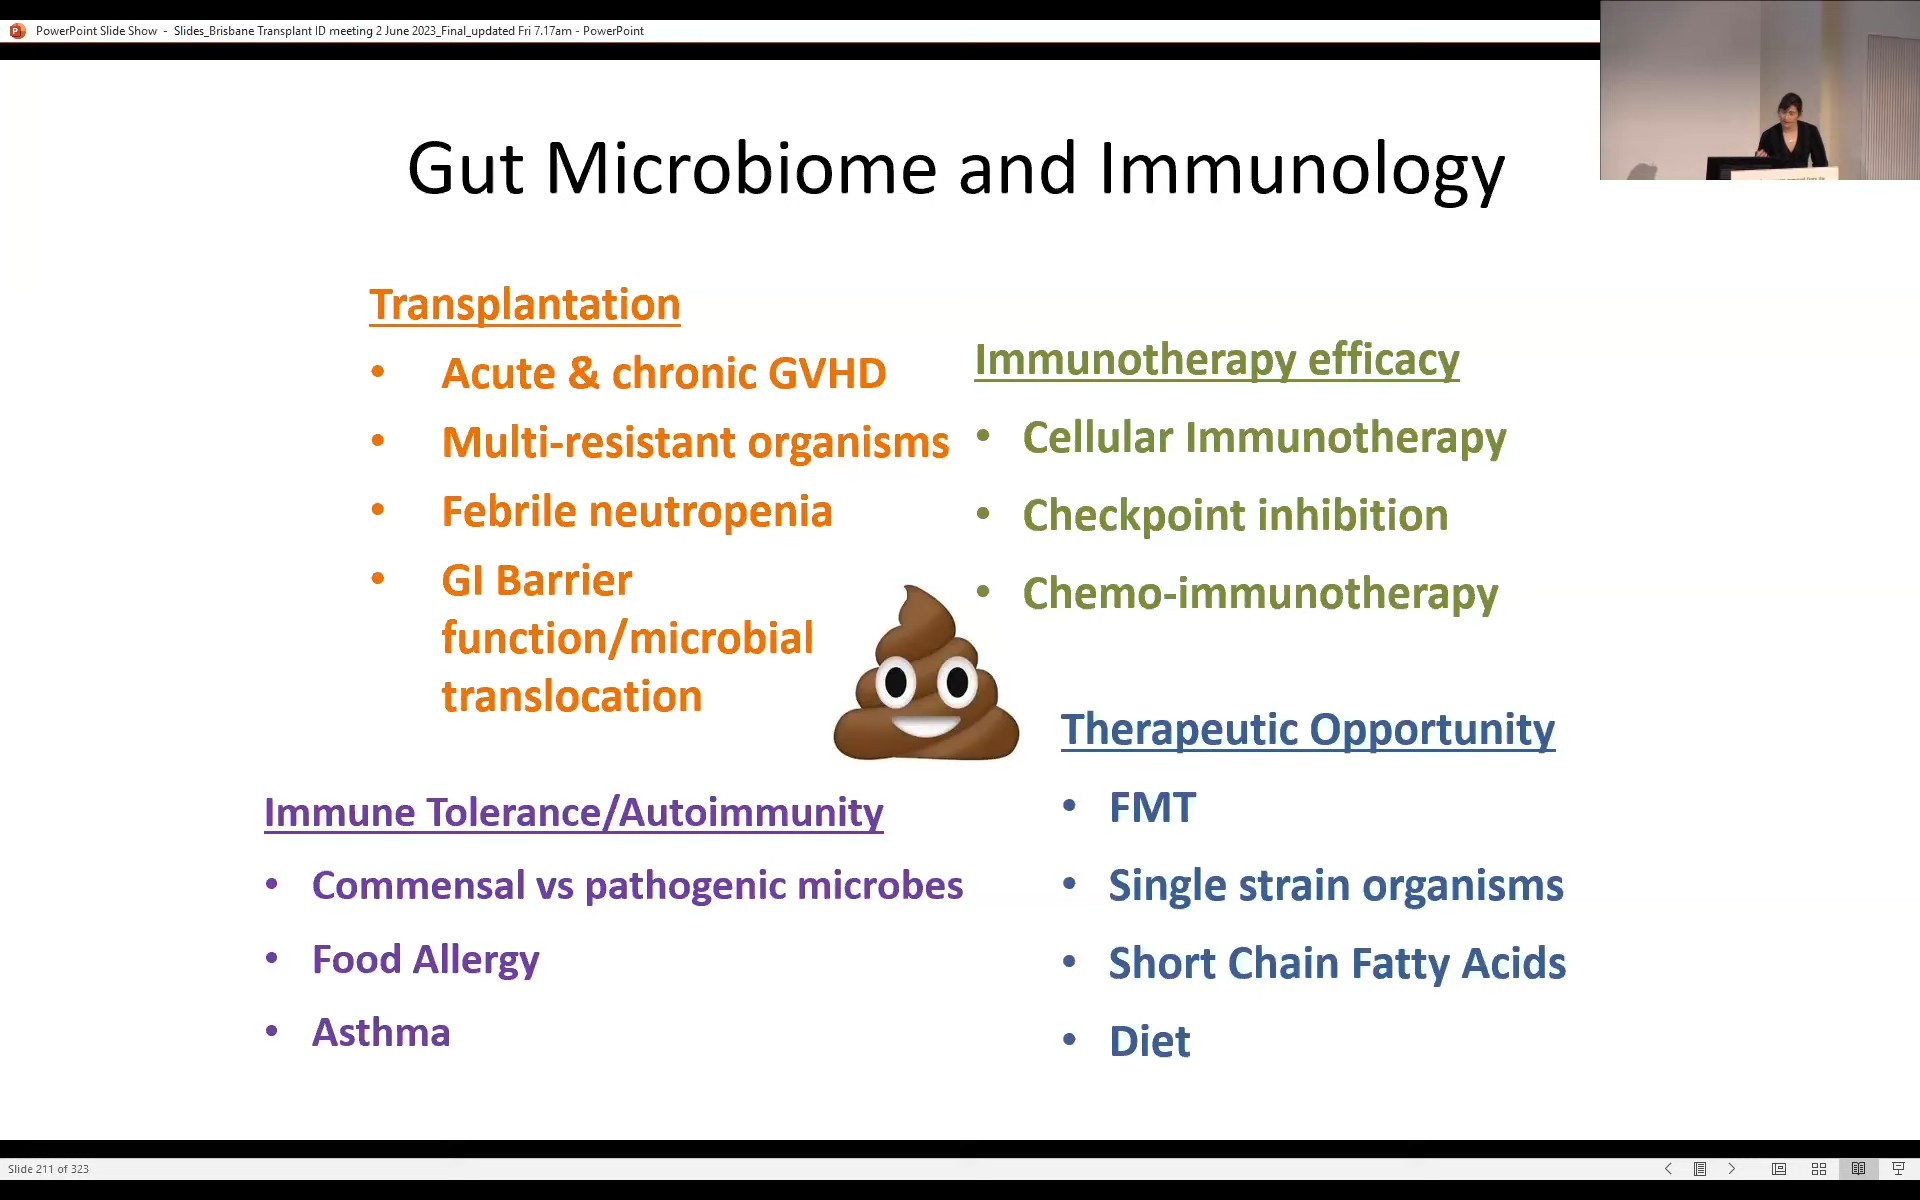 PowerPoint Slide Show - Slides_Brisbane Transplant ID meeting 2 June 2023_Final_updated Fri 7.17am - PowerPoint
Gut Microbiome and Immunology
Transplantation
• Acute & chronic GVHD
• Multi-resistant organisms
• Febrile neutropenia
• GI Barrier
function/microbial
translocation
Immunotherapy efficacy
• Cellular Immunotherapy
• Checkpoint inhibition
• Chemo-immunotherapy
Immune Tolerance/Autoimmunity
• Commensal vs pathogenic microbes
• Food Allergy
• Asthma
Therapeutic Opportunity
• FMT
• Single strain organisms
• Short Chain Fatty Acids
• Diet
Slide 211 of 323